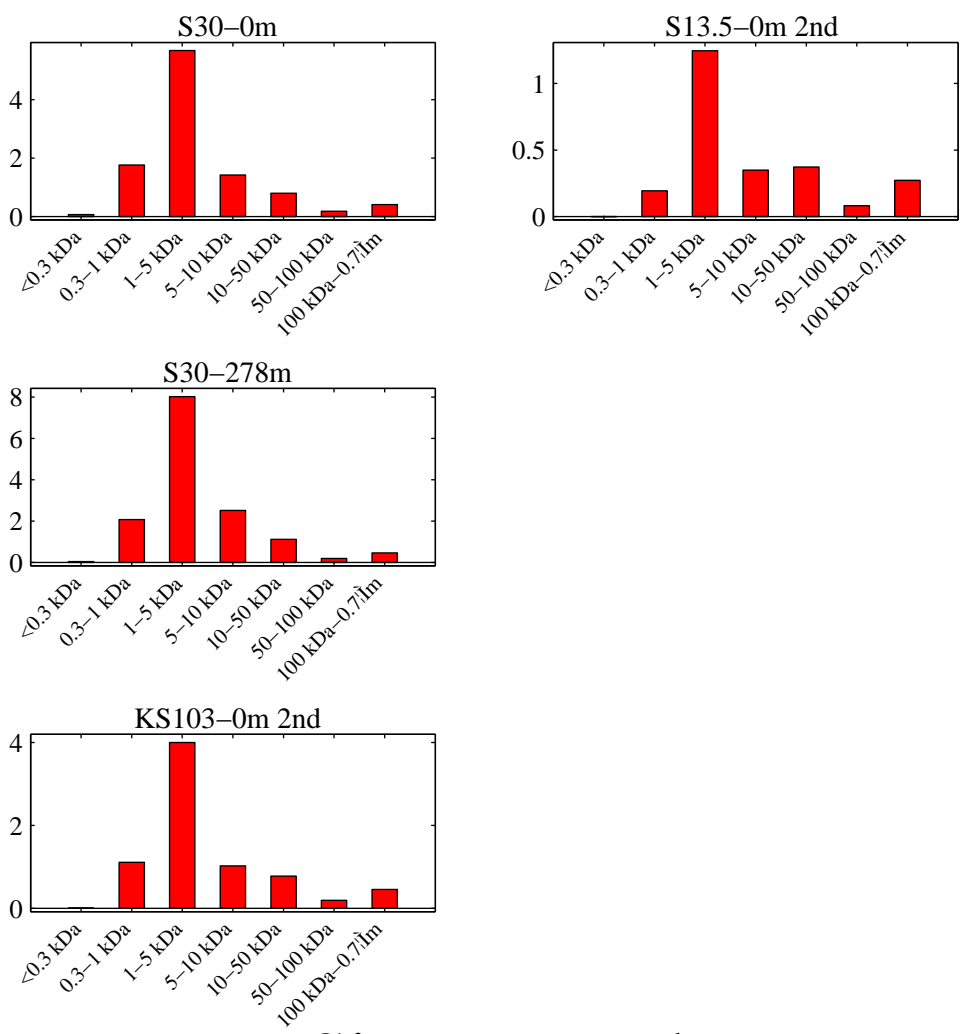 S30−0m
4
2
0
<0.3 kDa
0.3−1 kDa
1−5 kDa
5−10 kDa
10−50 kDa
50−100 kDa
100 kDa−0.7
S13.5−0m 2nd
1
0.5
0
<0.3 kDa
0.3−1 kDa
1−5 kDa
5−10 kDa
10−50 kDa
50−100 kDa
100 kDa−0.7
S30−278m
8
6
4
2
0
<0.3 kDa
0.3−1 kDa
1−5 kDa
5−10 kDa
10−50 kDa
50−100 kDa
100 kDa−0.7
KS103−0m 2nd
4
2
0
<0.3 kDa
0.3−1 kDa
1−5 kDa
5−10 kDa
10−50 kDa
50−100 kDa
100 kDa−0.7